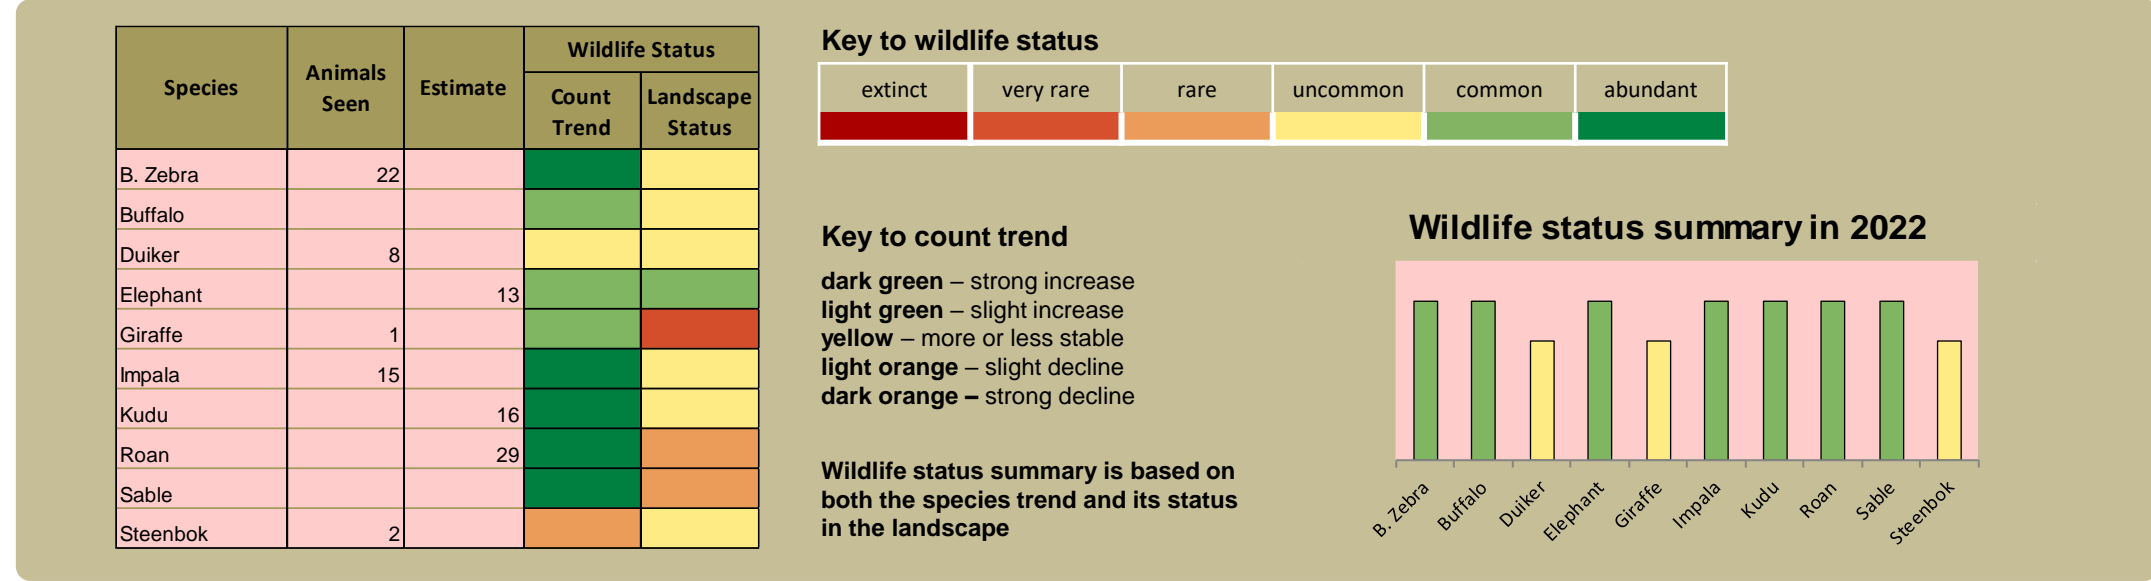 Species
Animals
Seen
Estimate
Wildlife Status
Count
Trend
Landscape
Status
B. Zebra 22
Buffalo
Duiker 8
Elephant 13
Giraffe 1
Impala 15
Kudu 16
Roan 29
Sable
Steenbok 2
Key to wildlife status
extinct very rare rare uncommon common abundant
Key to count trend
dark green – strong increase
light green – slight increase
yellow – more or less stable
light orange – slight decline
dark orange – strong decline
Wildlife status summary is based on
both the species trend and its status
in the landscape
Wildlife status summary in 2022
B. Zebra
Buffalo
Duiker
Elephant
Giraffe
Impala
Kudu
Roan
Sable
Steenbok